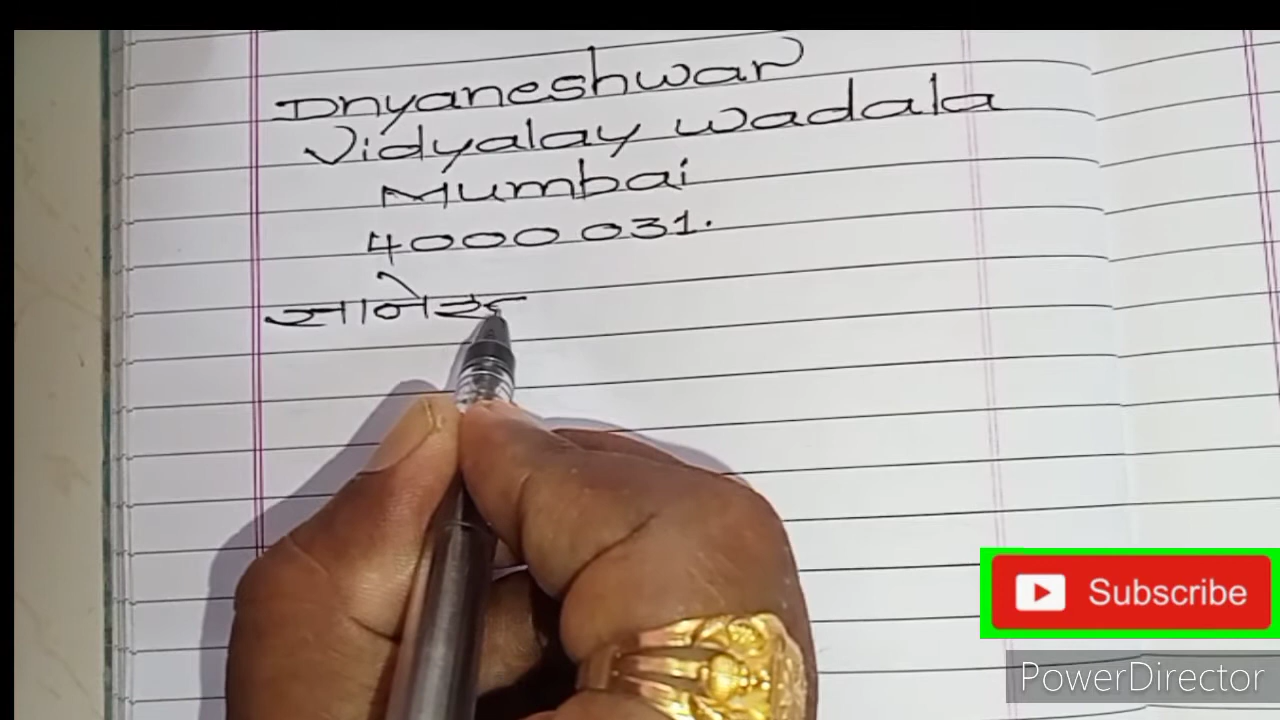 Dnyaneshwar
Vidyalay Wadala
Mumbai
4000 031.
Subscribe
PowerDirector